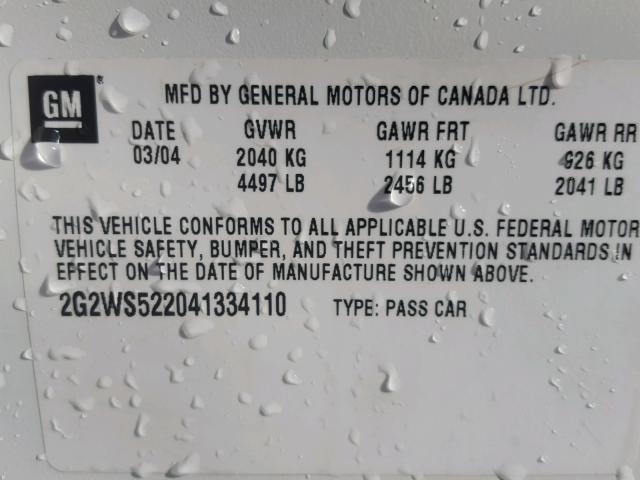 GM ®
MFD BY GENERAL MOTORS OF CANADA LTD.
DATE GVWR GAWR FRT GAWR RR
03/04 2040 KG 1114 KG 926 KG
4497 LB 2456 LB 2041 LB
THIS VEHICLE CONFORMS TO ALL APPLICABLE U.S. FEDERAL MOTOR
VEHICLE SAFETY, BUMPER, AND THEFT PREVENTION STANDARDS IN
EFFECT ON THE DATE OF MANUFACTURE SHOWN ABOVE.
2G2WS522041334110 TYPE: PASS CAR